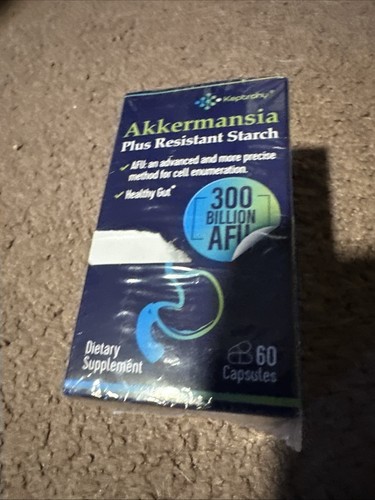 Kepbrahy
Akkermansia
Plus Resistant Starch
✓ AFU: an advanced and more precise
method for cell enumeration.
✓ Healthy Gut*
300
BILLION
AFU
Dietary
Supplement
60
Capsules